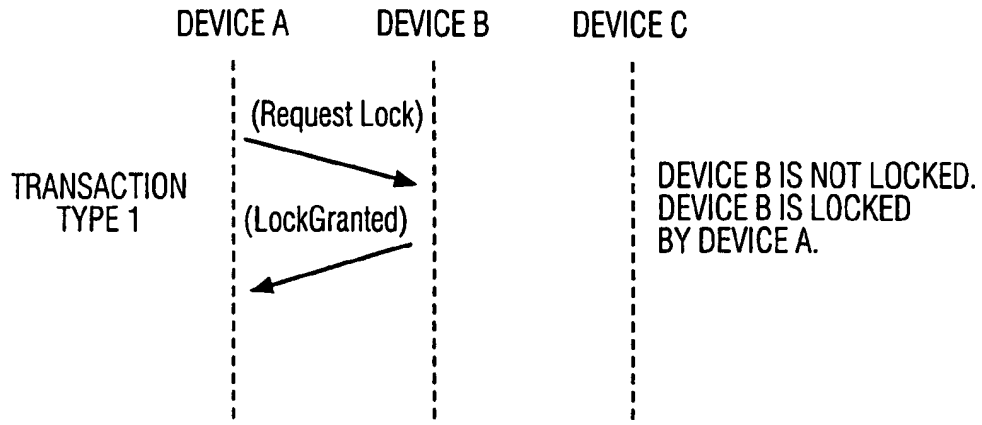 DEVICE A DEVICE B DEVICE C
(Request Lock)
TRANSACTION
TYPE 1
(LockGranted)
DEVICE B IS NOT LOCKED.
DEVICE B IS LOCKED
BY DEVICE A.